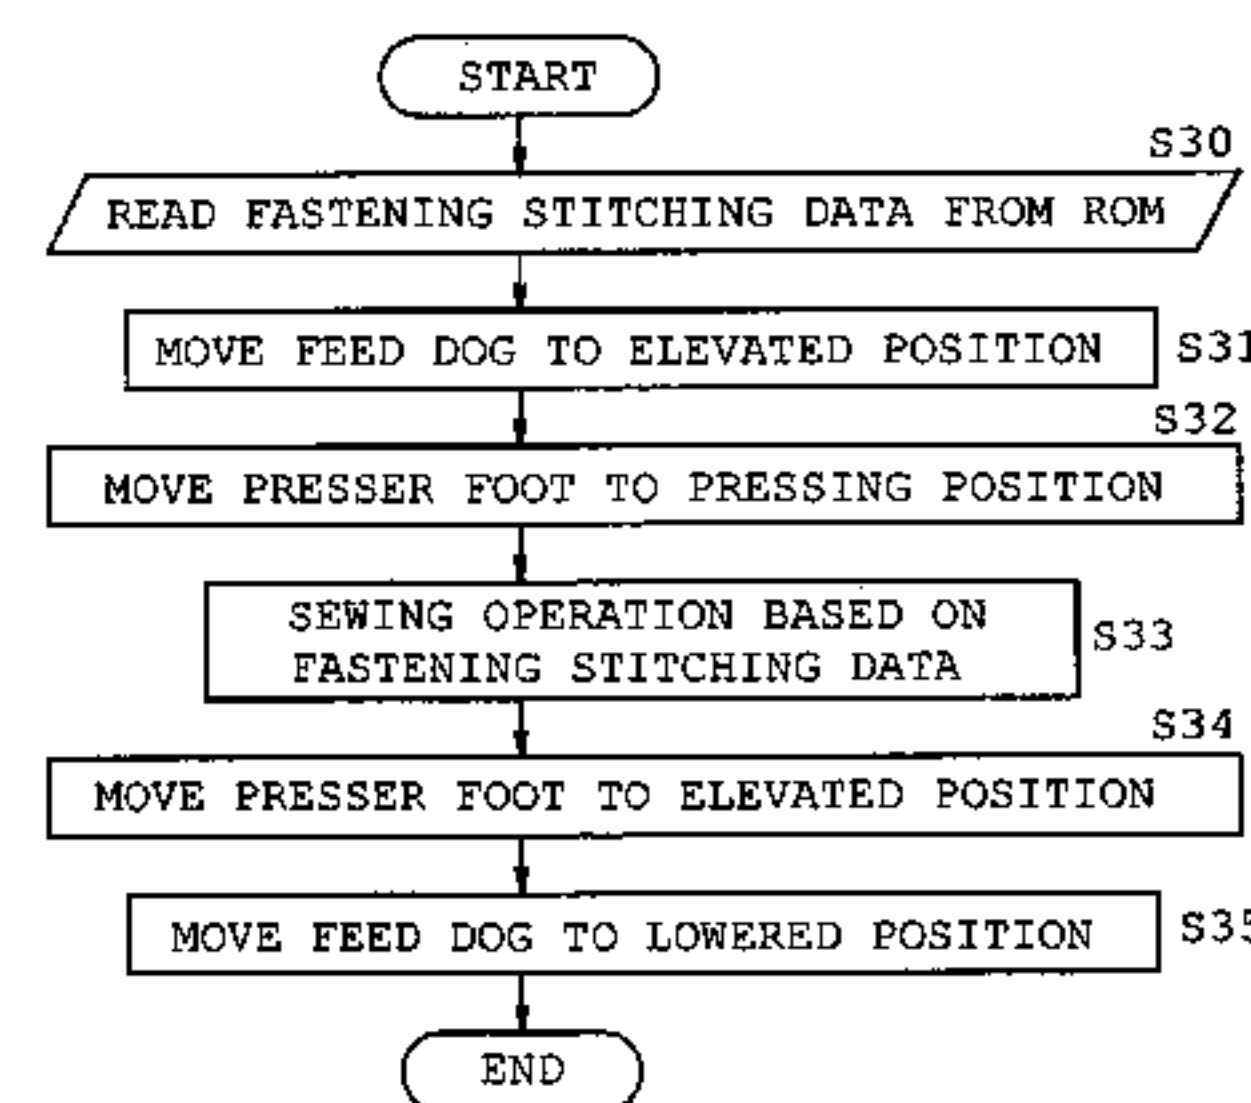 START
S30
READ FASTENING STITCHING DATA FROM ROM
MOVE FEED DOG TO ELEVATED POSITION S31
S32
MOVE PRESSER FOOT TO PRESSING POSITION
SEWING OPERATION BASED ON
FASTENING STITCHING DATA
S33
S34
MOVE PRESSER FOOT TO ELEVATED POSITION
MOVE FEED DOG TO LOWERED POSITION S35
END